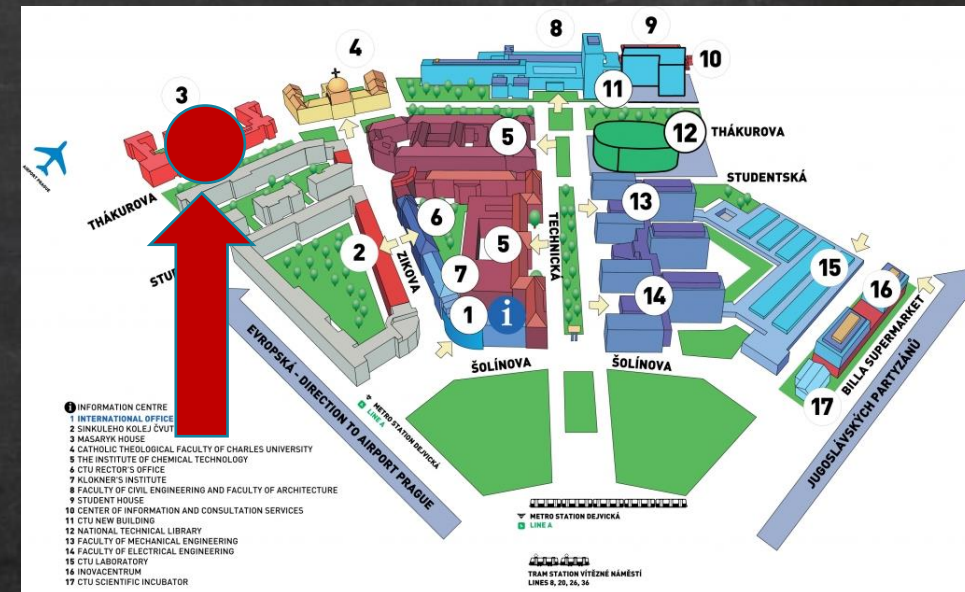 8
9
4
10
3
11
5
12
THÁKUROVA
STUDENTSKÁ
AIRPORT PRAGUE
THÁKUROVA
13
TECHNICKÁ
6
2
ZIKOVA
5
15
7
16
14
1
i
BILLA SUPERMARKET
ŠOLÍNOVA
ŠOLÍNOVA
17
EVROPSKÁ - DIRECTION TO AIRPORT PRAGUE
JUGOSLÁVSKÝCH PARTYZÁNŮ
METRO STATION DEJVICKÁ
LINE A
i INFORMATION CENTRE
1 INTERNATIONAL OFFICE
2 SINKULEHO KOLEJ ČVUT
3 MASARYK HOUSE
4 CATHOLIC THEOLOGICAL FACULTY OF CHARLES UNIVERSITY
5 THE INSTITUTE OF CHEMICAL TECHNOLOGY
6 CTU RECTOR'S OFFICE
7 KLOKNER'S INSTITUTE
8 FACULTY OF CIVIL ENGINEERING AND FACULTY OF ARCHITECTURE
9 STUDENT HOUSE
10 CENTER OF INFORMATION AND CONSULTATION SERVICES
11 CTU NEW BUILDING
12 NATIONAL TECHNICAL LIBRARY
13 FACULTY OF MECHANICAL ENGINEERING
14 FACULTY OF ELECTRICAL ENGINEERING
15 CTU LABORATORY
16 INOVACENTRUM
17 CTU SCIENTIFIC INCUBATOR
METRO STATION DEJVICKÁ
LINE A
TRAM STATION VÍTĚZNÉ NÁMĚSTÍ
LINES 8, 20, 26, 36